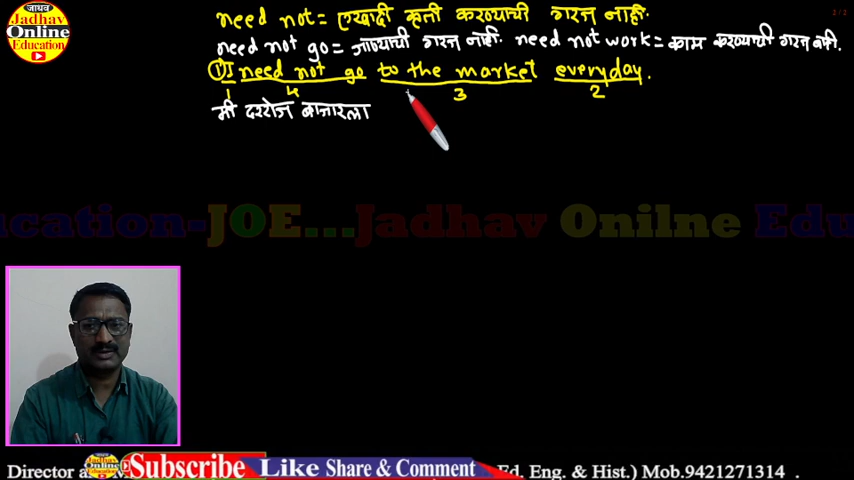 जाधव
Jadhav
Online
Education
2/2
need not = एखादी कृती करण्याची गरज नाही.
need not go = जाण्याची गरज नाही. need not work = काम करण्याची गरज नाही.
① I need not go to the market everyday.
1 4 3 2
मी दररोज बाजारला
ucation-JOE...Jadhav Onilne Edu
Director a Subscribe Like Share & Comment Ed, Eng. & Hist.) Mob.9421271314 .